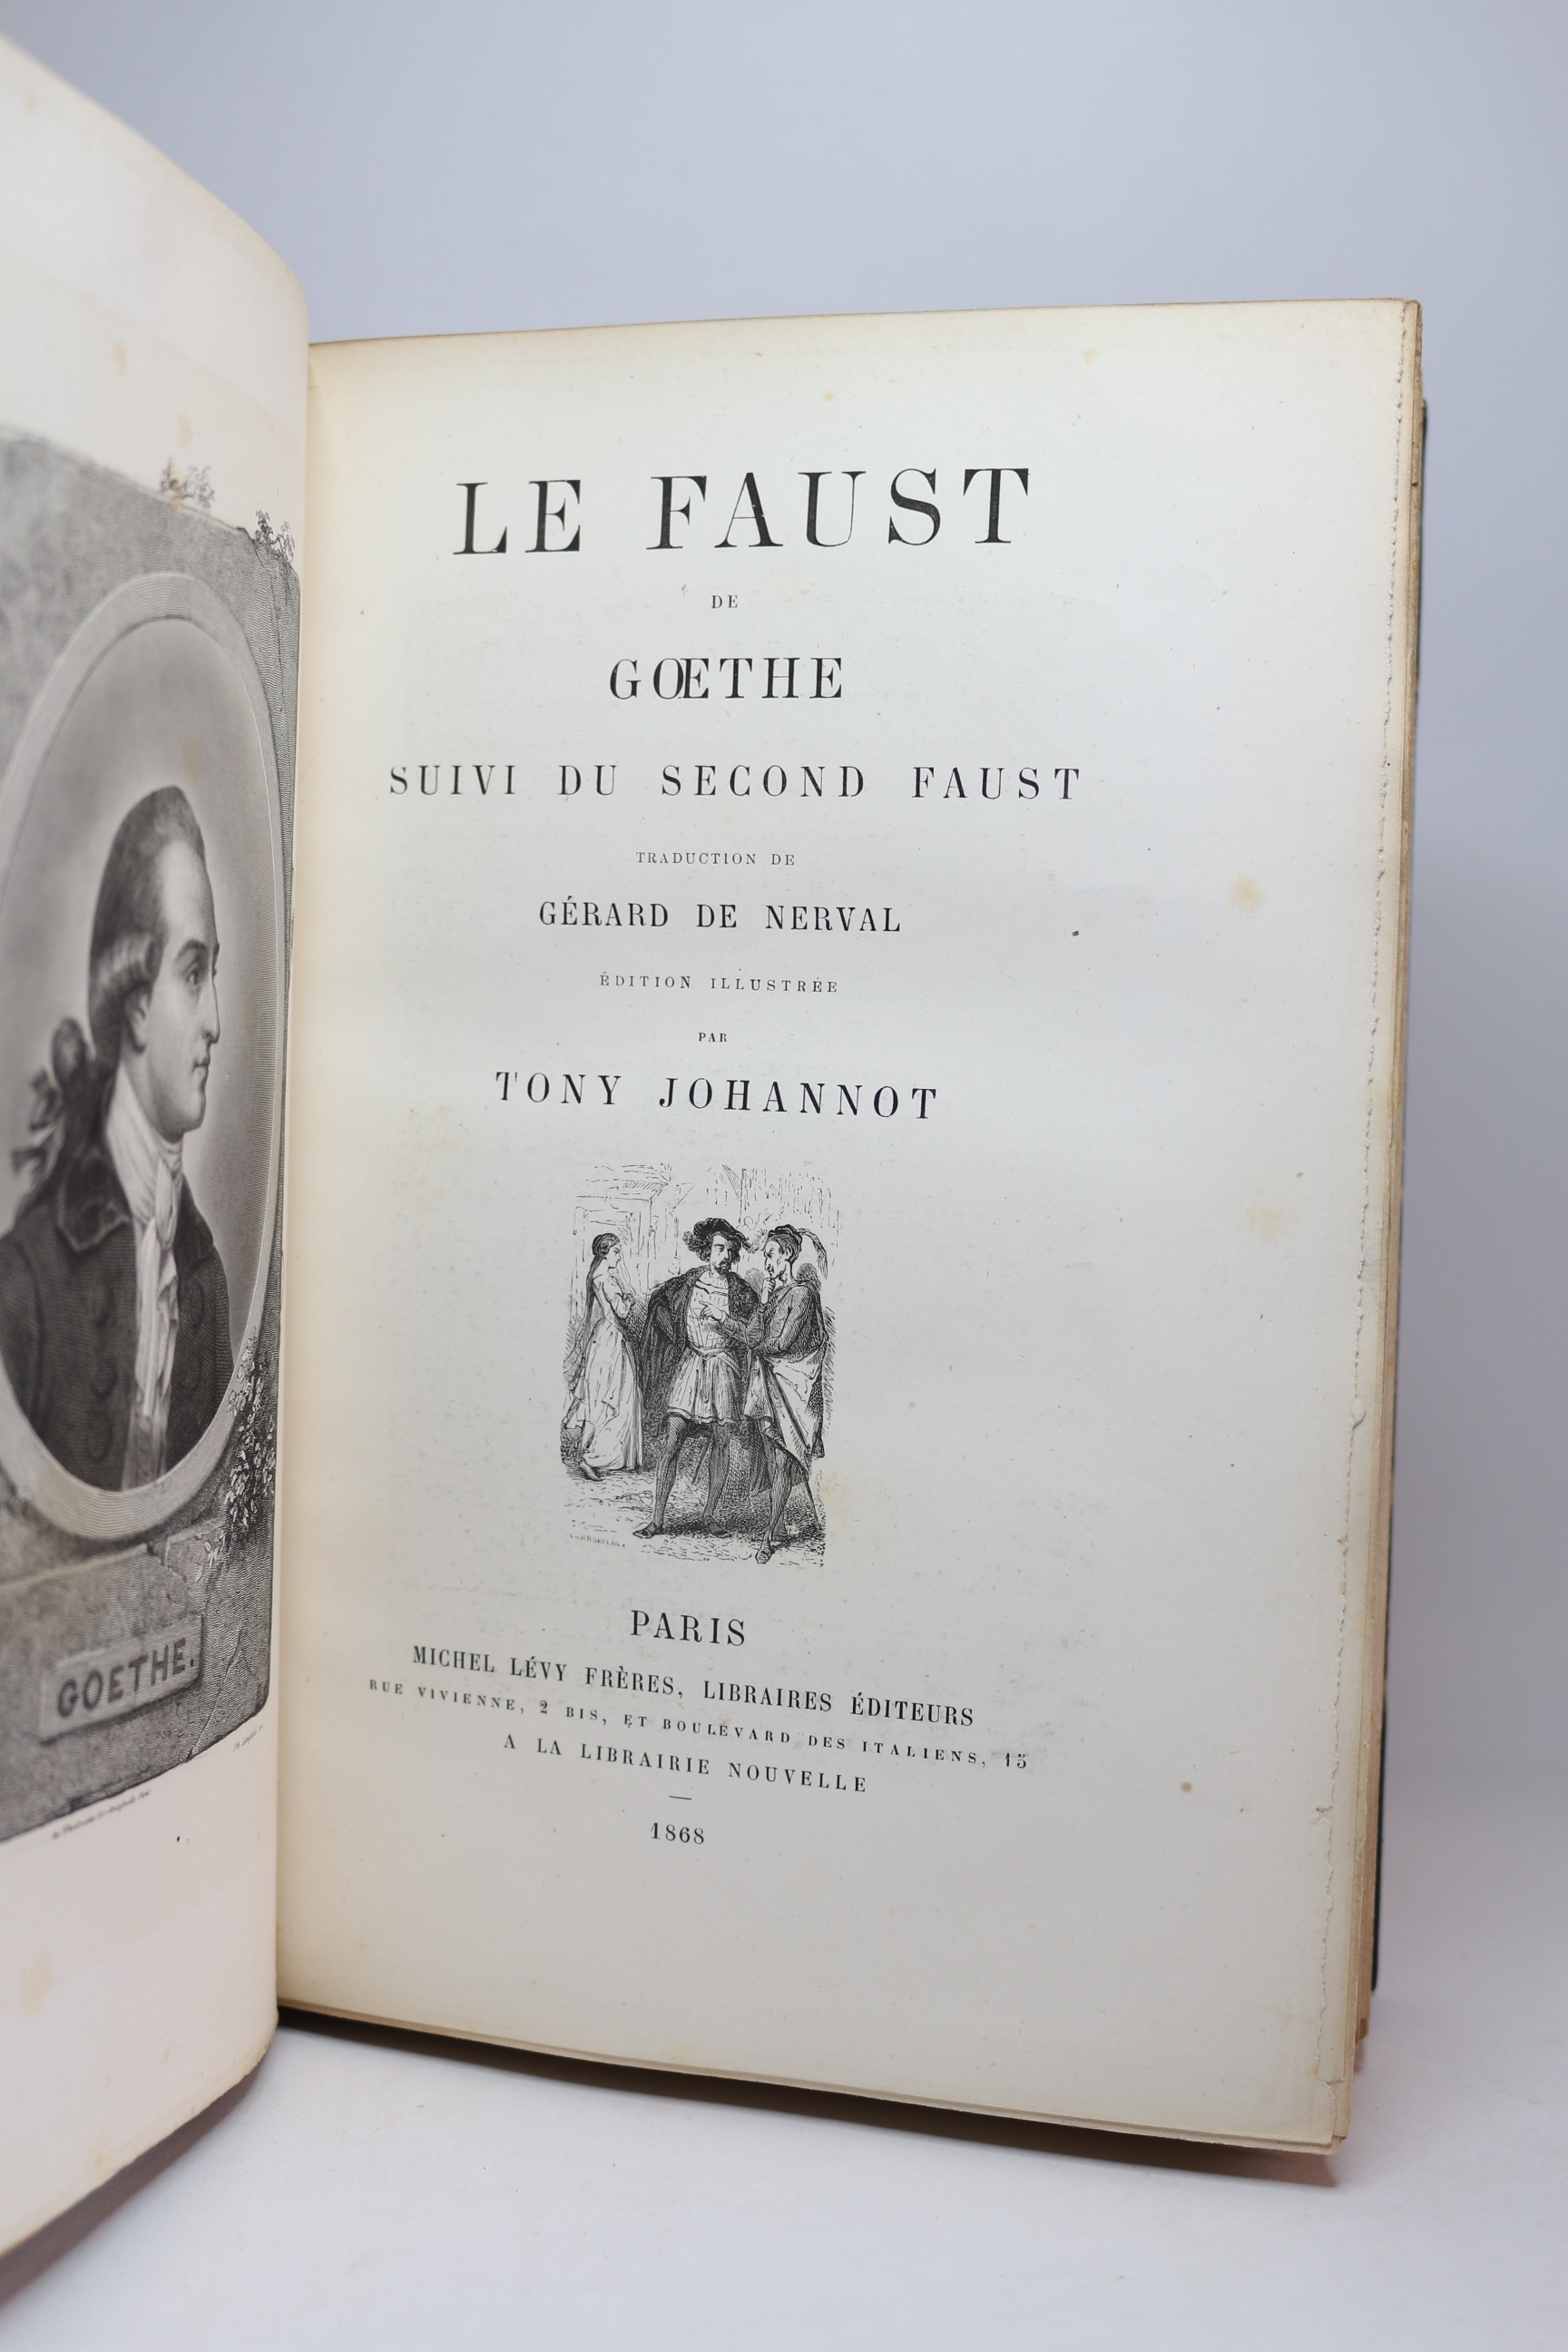 GOETHE.
LE FAUST
DE
GŒTHE
SUIVI DU SECOND FAUST
TRADUCTION DE
GÉRARD DE NERVAL
ÉDITION ILLUSTRÉE
PAR
TONY JOHANNOT
PARIS
MICHEL LÉVY FRÈRES, LIBRAIRES ÉDITEURS
RUE VIVIENNE, 2 BIS, ET BOULEVARD DES ITALIENS, 15
A LA LIBRAIRIE NOUVELLE
1868